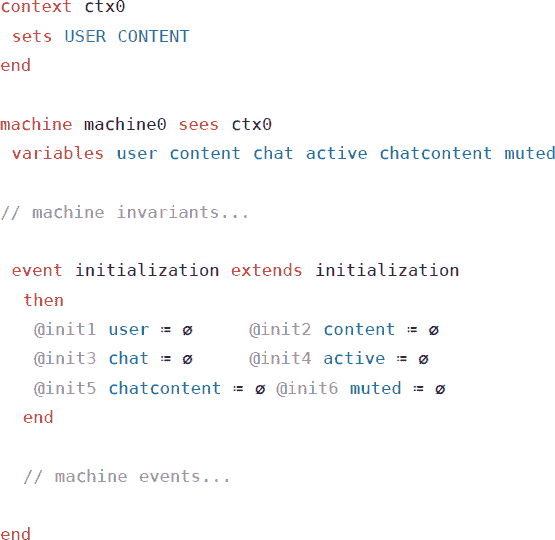 context ctx0
sets USER CONTENT
end
machine machine0 sees ctx0
variables user content chat active chatcontent muted
// machine invariants...
event initialization extends initialization
then
@init1 user ≔ ∅ @init2 content ≔ ∅
@init3 chat ≔ ∅ @init4 active ≔ ∅
@init5 chatcontent ≔ ∅ @init6 muted ≔ ∅
end
// machine events...
end